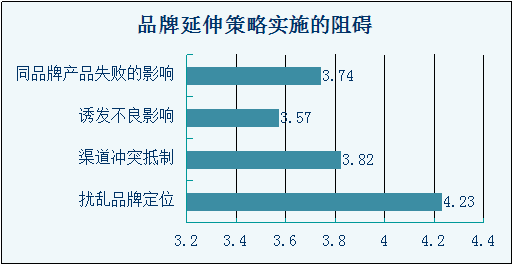 品牌延伸策略实施的阻碍
同品牌产品失败的影响
3.74
诱发不良影响
3.57
渠道冲突抵制
3.82
扰乱品牌定位
4.23
3.2 3.4 3.6 3.8 4 4.2 4.4